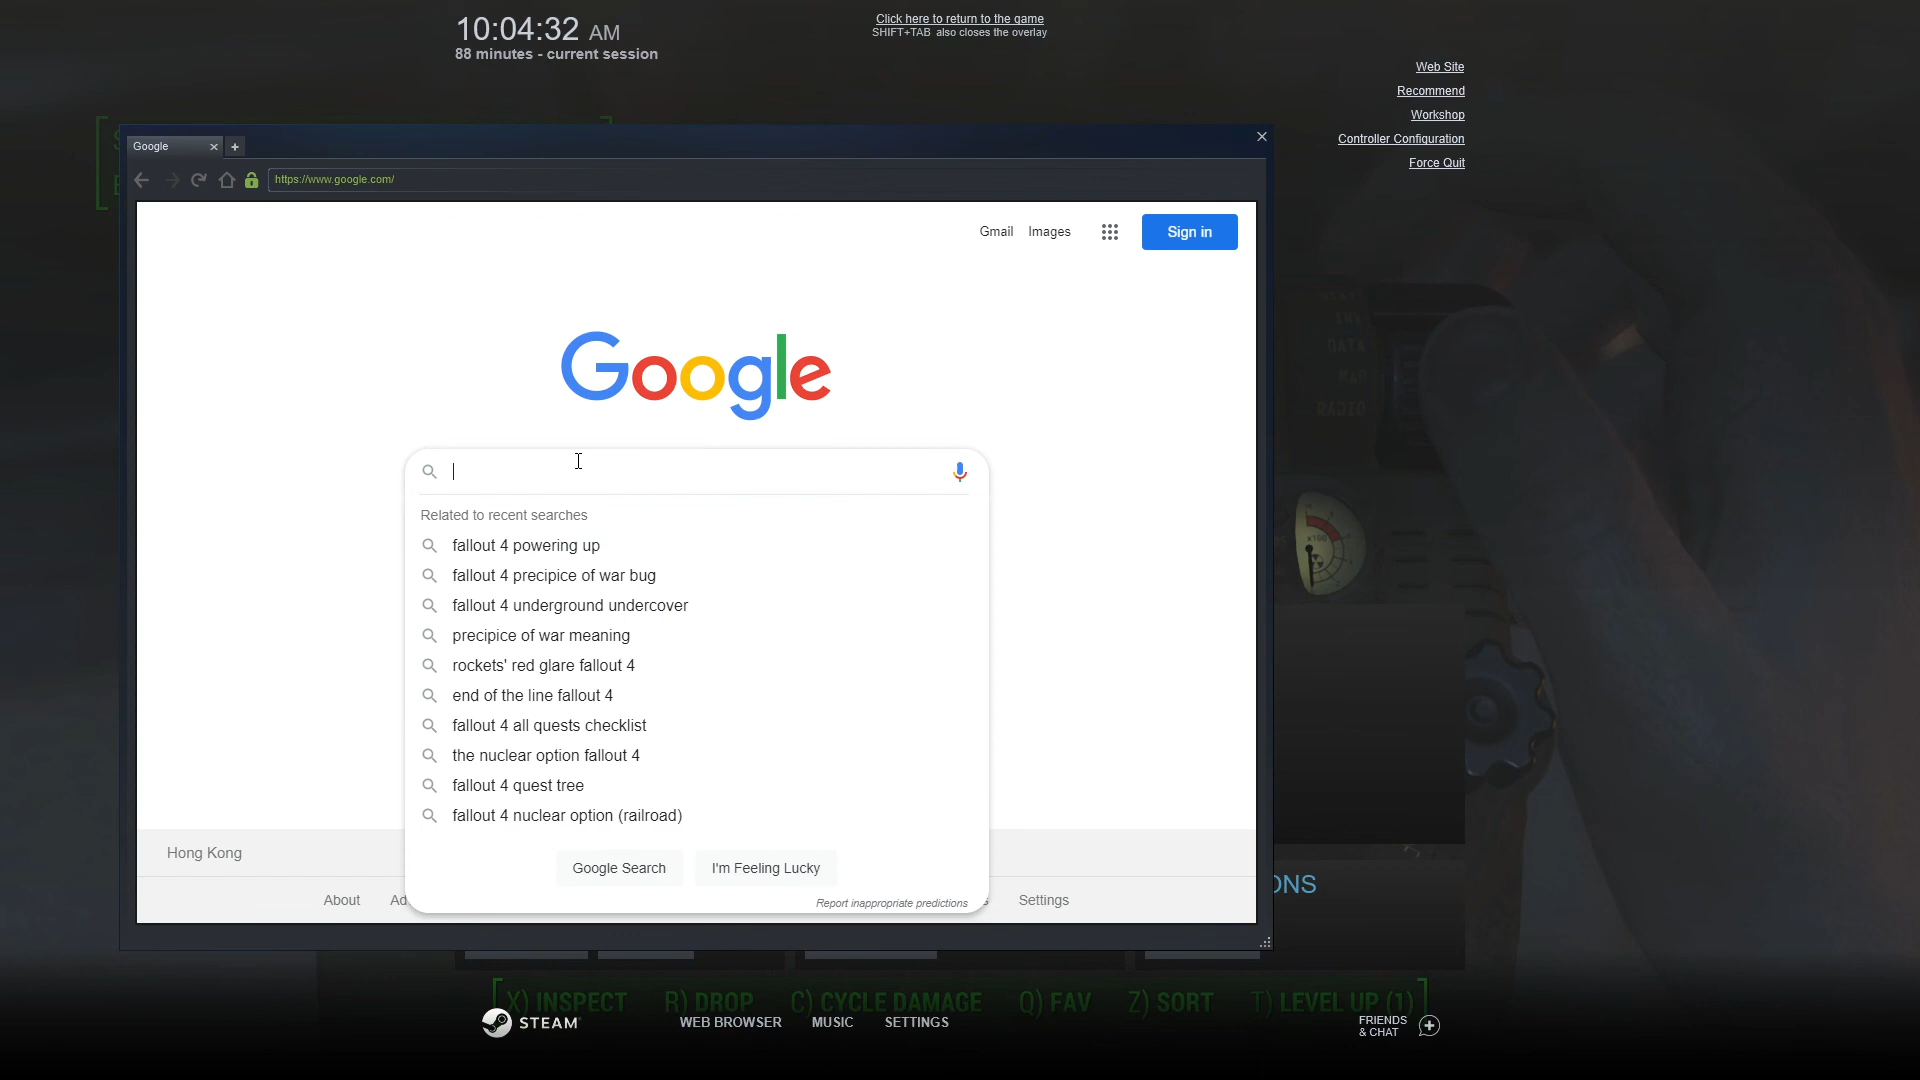 10:04:32 AM
88 minutes - current session
Click here to return to the game
SHIFT+TAB also closes the overlay
Web Site
Recommend
Workshop
Controller Configuration
Force Quit
Google
https://www.google.com/
Gmail Images Sign in
Google
Related to recent searches
fallout 4 powering up
fallout 4 precipice of war bug
fallout 4 underground undercover
precipice of war meaning
rockets' red glare fallout 4
end of the line fallout 4
fallout 4 all quests checklist
the nuclear option fallout 4
fallout 4 quest tree
fallout 4 nuclear option (railroad)
Google Search I'm Feeling Lucky
Report inappropriate predictions
Hong Kong
About Ad s Settings
DATA
MAP
RADIO
x100
ONS
X) INSPECT R) DROP C) CYCLE DAMAGE Q) FAV Z) SORT T) LEVEL UP (1)
STEAM
WEB BROWSER MUSIC SETTINGS
FRIENDS
& CHAT